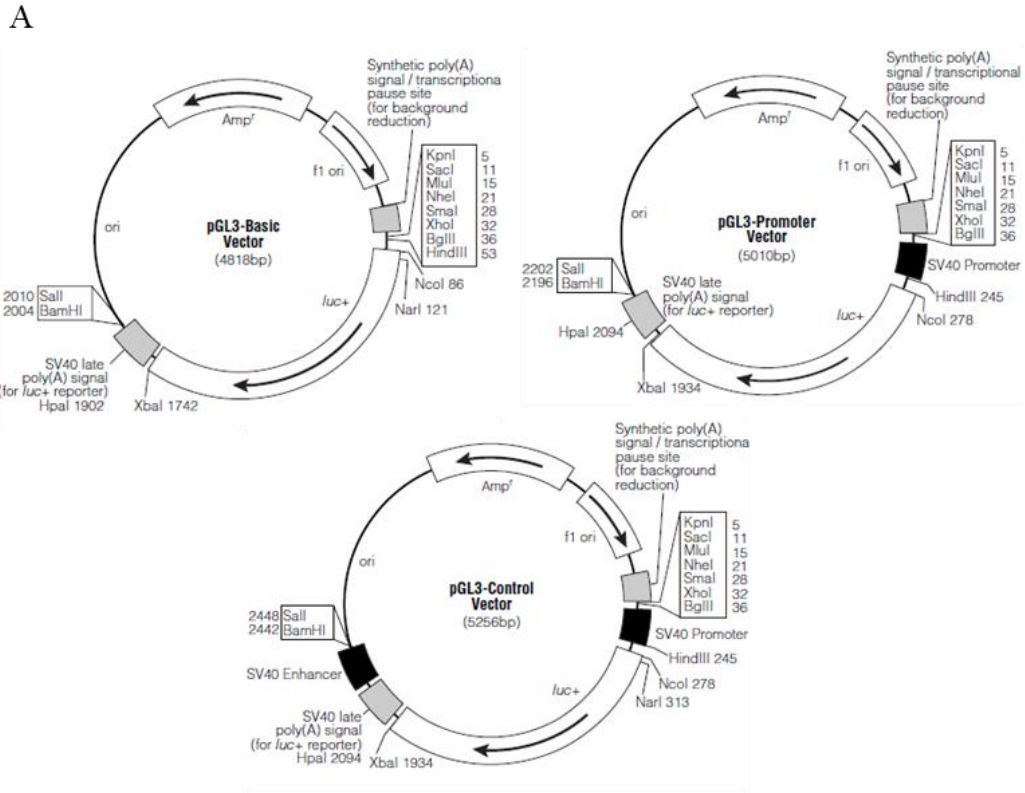 A
Synthetic poly(A)
signal / transcriptiona
pause site
(for background
reduction)
Ampʳ
f1 ori
KpnI 5
SacI 11
MluI 15
NheI 21
SmaI 28
XhoI 32
BglII 36
HindIII 53
ori
pGL3-Basic
Vector
(4818bp)
NcoI 86
NarI 121
luc+
2010 SalI
2004 BamHI
SV40 late
poly(A) signal
(for luc+ reporter)
HpaI 1902
XbaI 1742
Synthetic poly(A)
signal / transcriptional
pause site
(for background
reduction)
Ampʳ
f1 ori
KpnI 5
SacI 11
MluI 15
NheI 21
SmaI 28
XhoI 32
BglII 36
ori
pGL3-Promoter
Vector
(5010bp)
SV40 Promoter
HindIII 245
NcoI 278
luc+
2202 SalI
2196 BamHI
SV40 late
poly(A) signal
(for luc+ reporter)
HpaI 2094
XbaI 1934
Synthetic poly(A)
signal / transcriptiona
pause site
(for background
reduction)
Ampʳ
f1 ori
KpnI 5
SacI 11
MluI 15
NheI 21
SmaI 28
XhoI 32
BglII 36
ori
pGL3-Control
Vector
(5256bp)
SV40 Promoter
HindIII 245
NcoI 278
NarI 313
luc+
2448 SalI
2442 BamHI
SV40 Enhancer
SV40 late
poly(A) signal
(for luc+ reporter)
HpaI 2094
XbaI 1934